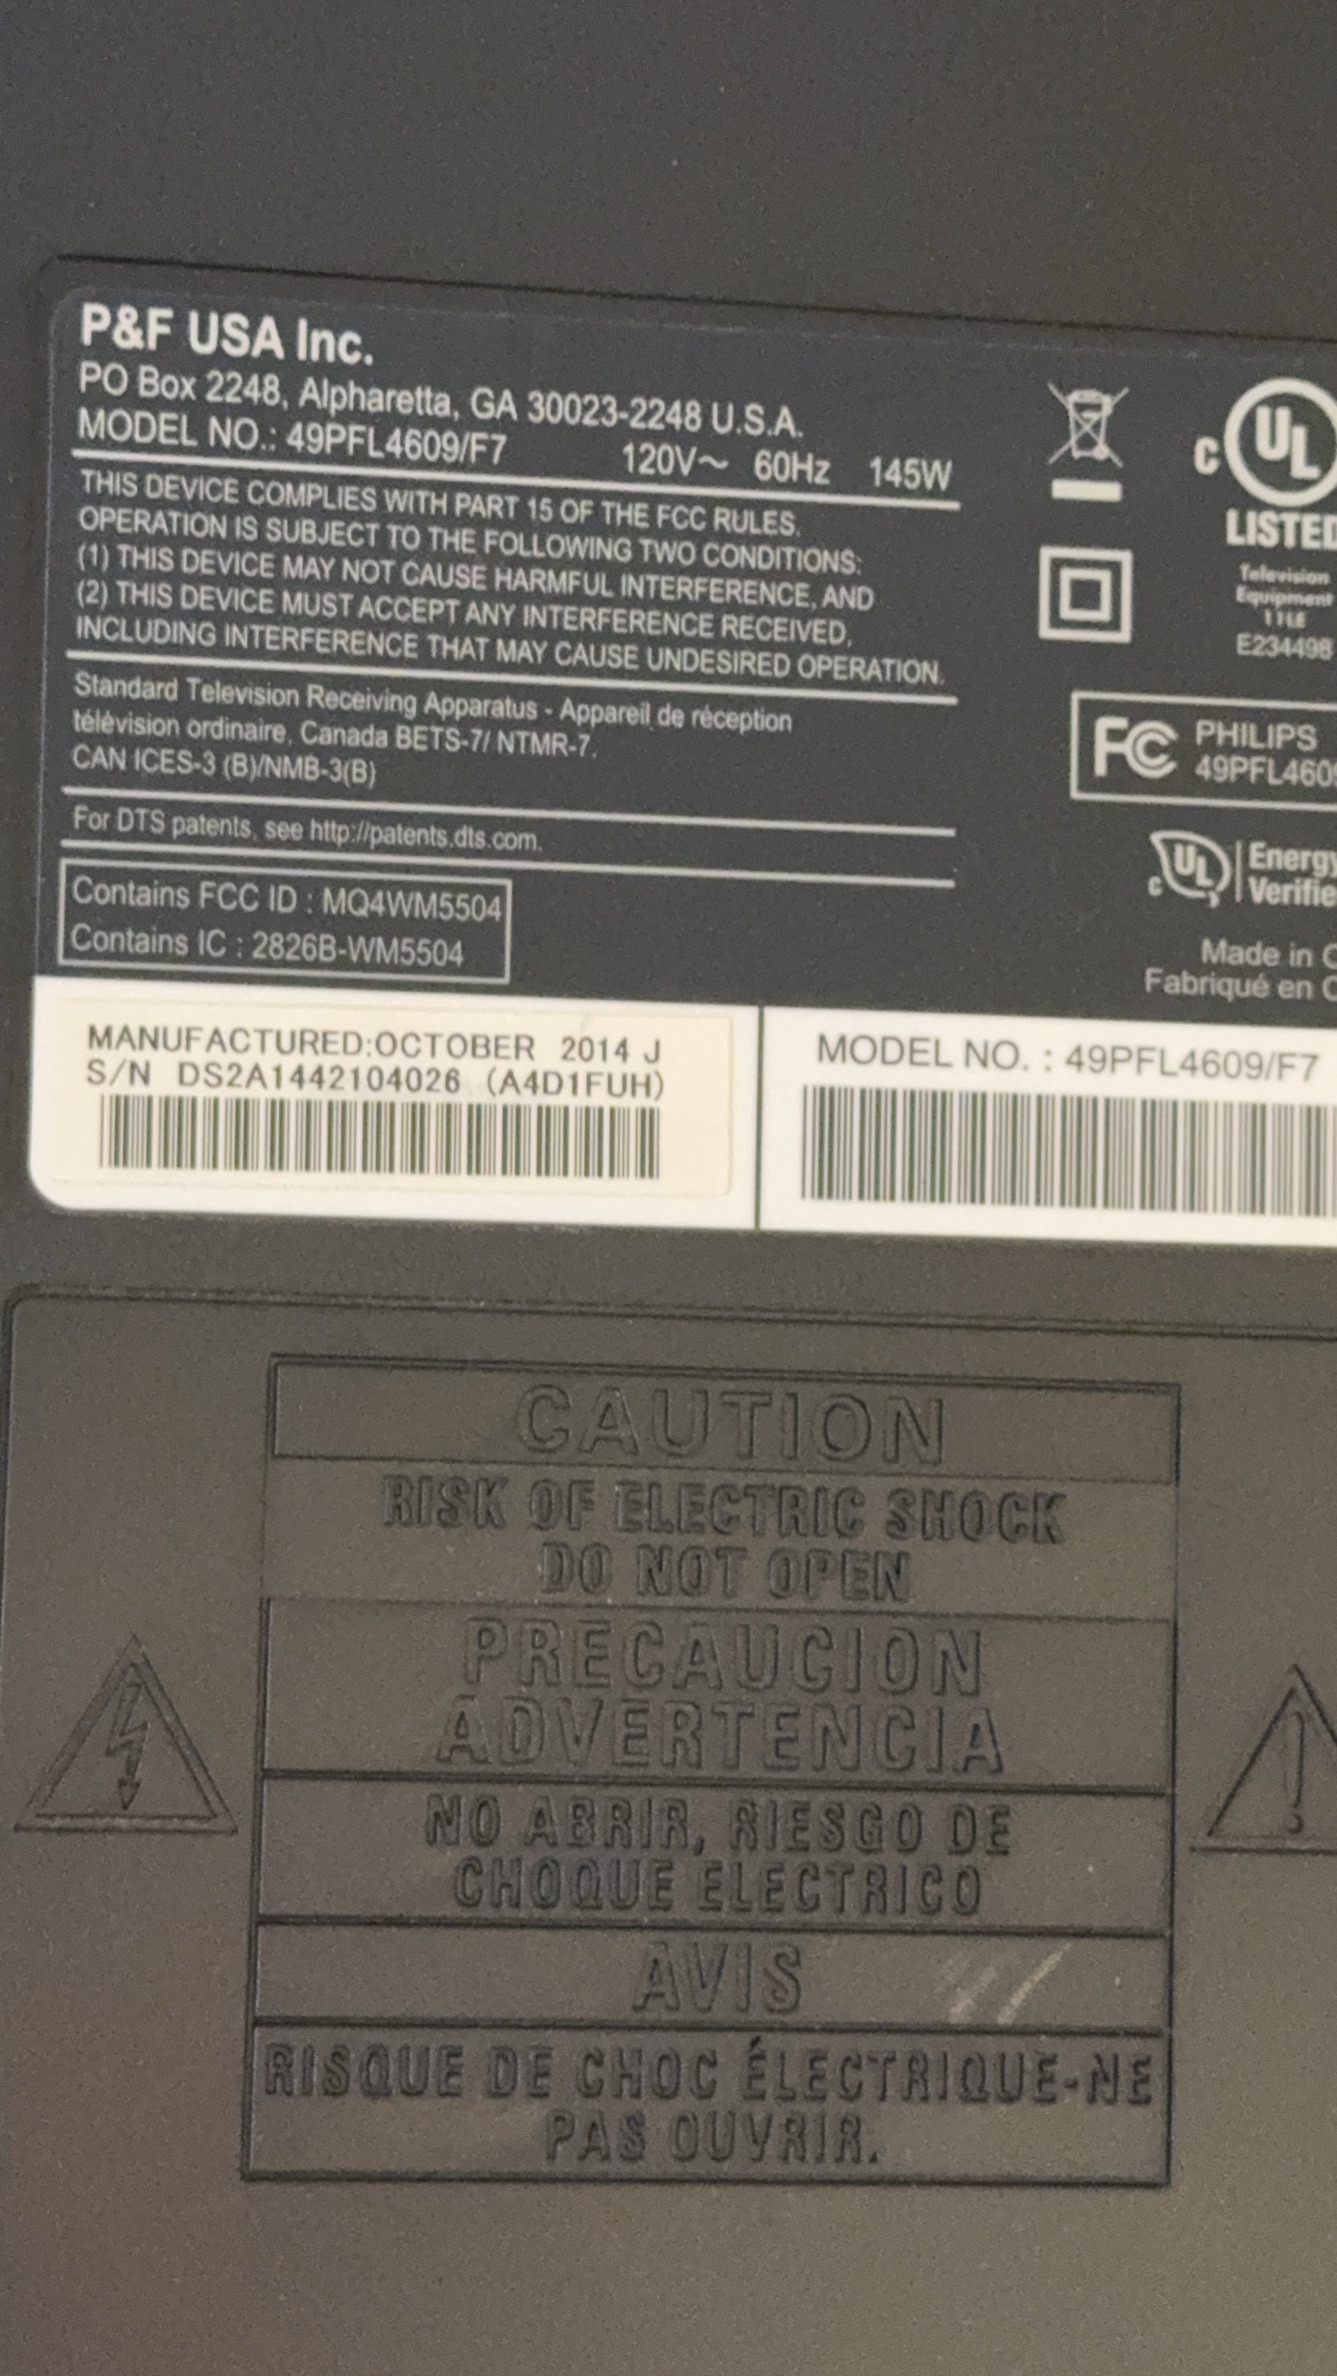 P&F USA Inc.
PO Box 2248, Alpharetta, GA 30023-2248 U.S.A.
MODEL NO.: 49PFL4609/F7 120V~ 60Hz 145W
THIS DEVICE COMPLIES WITH PART 15 OF THE FCC RULES.
OPERATION IS SUBJECT TO THE FOLLOWING TWO CONDITIONS:
(1) THIS DEVICE MAY NOT CAUSE HARMFUL INTERFERENCE, AND
(2) THIS DEVICE MUST ACCEPT ANY INTERFERENCE RECEIVED,
INCLUDING INTERFERENCE THAT MAY CAUSE UNDESIRED OPERATION.
Standard Television Receiving Apparatus - Appareil de réception
télévision ordinaire, Canada BETS-7/ NTMR-7.
CAN ICES-3 (B)/NMB-3(B)
For DTS patents, see http://patents.dts.com.
Contains FCC ID : MQ4WM5504
Contains IC : 2826B-WM5504
C UL
LISTED
Television
Equipment
11LE
E234498
FC PHILIPS
49PFL4609
C UL Energy
Verifie
Made in C
Fabriqué en C
MANUFACTURED:OCTOBER 2014 J
S/N DS2A1442104026 (A4D1FUH)
MODEL NO. : 49PFL4609/F7
CAUTION
RISK OF ELECTRIC SHOCK
DO NOT OPEN
PRECAUCION
ADVERTENCIA
NO ABRIR, RIESGO DE
CHOQUE ELECTRICO
AVIS
RISQUE DE CHOC ÉLECTRIQUE-NE
PAS OUVRIR.